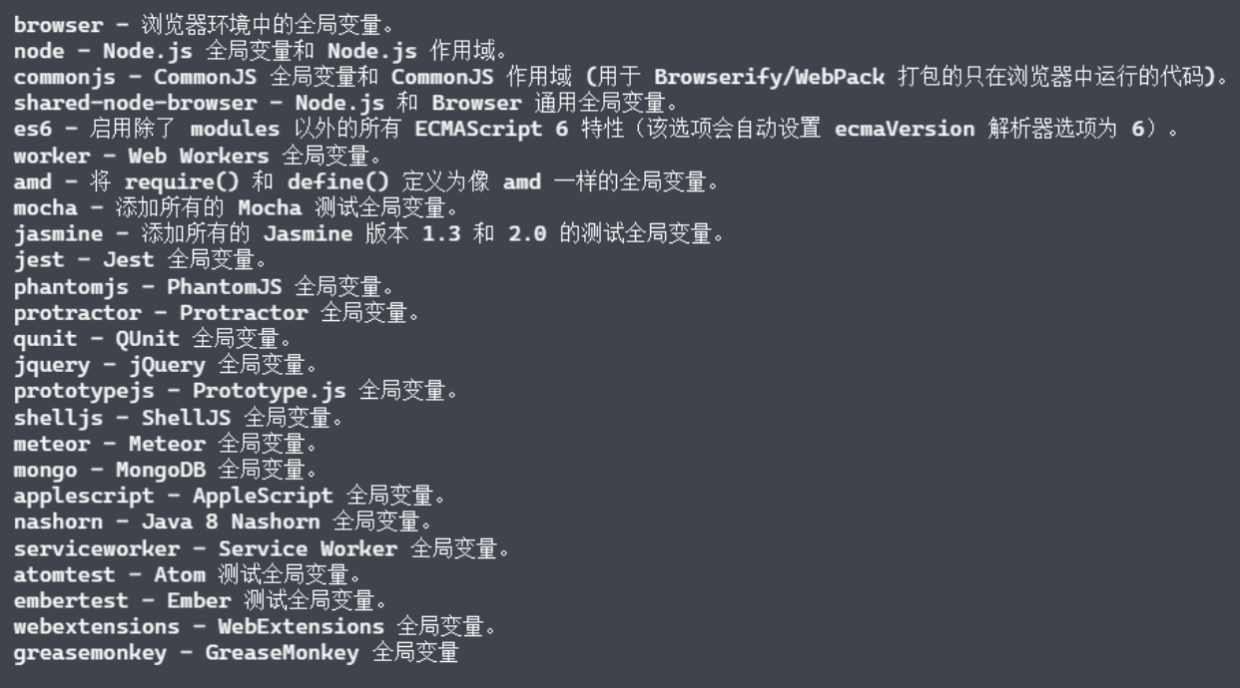 browser - 浏览器环境中的全局变量。
node - Node.js 全局变量和 Node.js 作用域。
commonjs - CommonJS 全局变量和 CommonJS 作用域 (用于 Browserify/WebPack 打包的只在浏览器中运行的代码)。
shared-node-browser - Node.js 和 Browser 通用全局变量。
es6 - 启用除了 modules 以外的所有 ECMAScript 6 特性（该选项会自动设置 ecmaVersion 解析器选项为 6）。
worker - Web Workers 全局变量。
amd - 将 require() 和 define() 定义为像 amd 一样的全局变量。
mocha - 添加所有的 Mocha 测试全局变量。
jasmine - 添加所有的 Jasmine 版本 1.3 和 2.0 的测试全局变量。
jest - Jest 全局变量。
phantomjs - PhantomJS 全局变量。
protractor - Protractor 全局变量。
qunit - QUnit 全局变量。
jquery - jQuery 全局变量。
prototypejs - Prototype.js 全局变量。
shelljs - ShellJS 全局变量。
meteor - Meteor 全局变量。
mongo - MongoDB 全局变量。
applescript - AppleScript 全局变量。
nashorn - Java 8 Nashorn 全局变量。
serviceworker - Service Worker 全局变量。
atomtest - Atom 测试全局变量。
embertest - Ember 测试全局变量。
webextensions - WebExtensions 全局变量。
greasemonkey - GreaseMonkey 全局变量